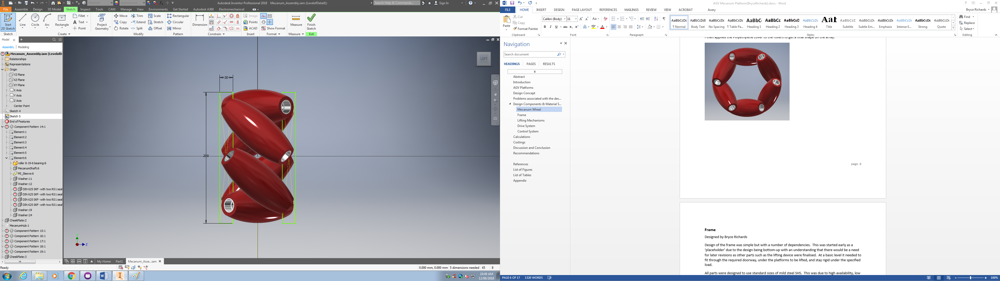 Autodesk Inventor Professional 2018 Mecanum_Assembly.iam (LevelofDetail1)
Search Help & Commands...
Sign In
Material
Appearance
File Assemble Design 3D Model Sketch Inspect Tools CAM Manage View Environments Get Started Autodesk A360 Electromechanical
Start
2D Sketch
Line
Circle
Arc
Rectangle
Fillet
Text
Point
Project
Geometry
Move Trim Scale
Copy Extend Stretch
Rotate Split Offset
Rectangular
Circular
Mirror
Dimension
Image
Points
ACAD
Show Format
Measure
Finish
Sketch
Sketch Create Modify Pattern Constrain Insert Format Measure Exit
Model
Assembly Modeling
Mecanum_Assembly.iam (LevelofD
Relationships
Representations
Origin
YZ Plane
XZ Plane
XY Plane
X Axis
Y Axis
Z Axis
Center Point
Sketch 4
Sketch 5
End of Features
Component Pattern 14:1
Element:1
Element:2
Element:3
Element:4
Element:5
Element:6
roller 8-19-6 bearing:6
MecanumShaft:6
PE_Sleeve:6
Washer:11
Washer:12
DIN 625 SKF- with two RS1 seal
DIN 625 SKF- with two RS1 seal
DIN 625 SKF- with two RS1 seal
DIN 625 SKF- with two RS1 seal
Washer:19
Washer:24
CheekPlate:2
MecanumHub:1
Component Pattern 15:1
Component Pattern 16:1
Component Pattern 17:1
Component Pattern 18:1
Component Pattern 19:1
CheekPlate:3
LEFT
20
200
Y
Z
My Home Part1 Mecanum_Asse...iam
Ready
0.000 mm, 0.000 mm 5 dimensions needed 45 8
10:49 AM
12/06/2018
AGV Mecanum Platform(BryceRichards).docx - Word
FILE HOME INSERT DESIGN PAGE LAYOUT REFERENCES MAILINGS REVIEW VIEW ACROBAT Avery
Bryce Richards
Paste
Cut
Copy
Format Painter
Calibri (Body) 11
¶ Normal Body Text No Spacing ¶ Table Pa... Heading 1 Heading 2 Heading 3 Heading 4 Title Subtitle Subtle Em... Emphasis Intense E... Strong Quote
Find
Replace
Select
Clipboard Font Paragraph Styles Editing
Navigation
Search document
HEADINGS PAGES RESULTS
Abstract
Introduction
AGV Platforms
Design Concept
Problems associated with the des...
Design Components & Material S...
Mecanum Wheel
Frame
Lifting Mechanisms
Drive System
Control System
Calculations
Costings
Discussion and Conclusion
Recommendations
References
List of Figures
List of Tables
Appendix
I then applied the Polyethylene cover to the rollers to get a final shape on the array.
page. 6
Frame
Designed by Bryce Richards
Design of the frame was simple but with a number of dependencies. This was started early as a
‘placeholder’ due to the design being bottom-up with an understanding that there would be a need
for later revisions as other parts such as the lifting device were finalised. At a basic level it needed to
fit through the required doorway, under the platforms to be lifted, and stay rigid under the specified
load.
All parts were designed to use standard sizes of mild steel SHS. This was due to high availability, low
PAGE 6 OF 17 1320 WORDS
100%